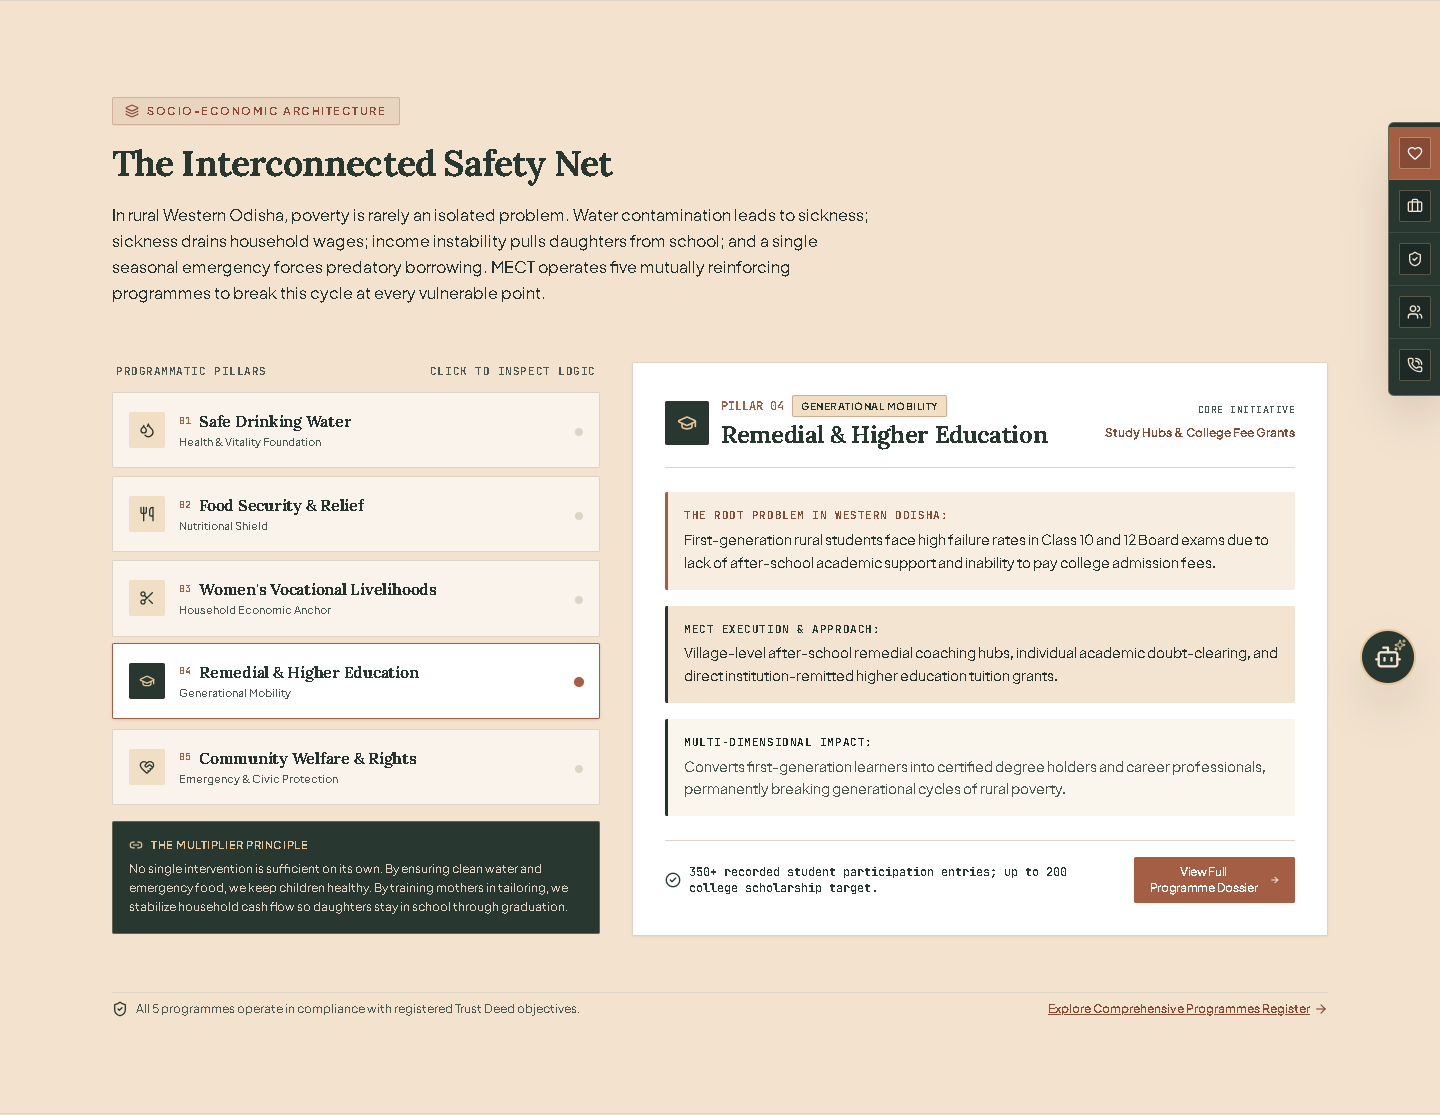 SOCIO-ECONOMIC ARCHITECTURE
The Interconnected Safety Net
In rural Western Odisha, poverty is rarely an isolated problem. Water contamination leads to sickness;
sickness drains household wages; income instability pulls daughters from school; and a single
seasonal emergency forces predatory borrowing. MECT operates five mutually reinforcing
programmes to break this cycle at every vulnerable point.
PROGRAMMATIC PILLARS
CLICK TO INSPECT LOGIC
01 Safe Drinking Water
Health & Vitality Foundation
02 Food Security & Relief
Nutritional Shield
03 Women's Vocational Livelihoods
Household Economic Anchor
04 Remedial & Higher Education
Generational Mobility
05 Community Welfare & Rights
Emergency & Civic Protection
THE MULTIPLIER PRINCIPLE
No single intervention is sufficient on its own. By ensuring clean water and
emergency food, we keep children healthy. By training mothers in tailoring, we
stabilize household cash flow so daughters stay in school through graduation.
PILLAR 04 GENERATIONAL MOBILITY
Remedial & Higher Education
CORE INITIATIVE
Study Hubs & College Fee Grants
THE ROOT PROBLEM IN WESTERN ODISHA:
First-generation rural students face high failure rates in Class 10 and 12 Board exams due to
lack of after-school academic support and inability to pay college admission fees.
MECT EXECUTION & APPROACH:
Village-level after-school remedial coaching hubs, individual academic doubt-clearing, and
direct institution-remitted higher education tuition grants.
MULTI-DIMENSIONAL IMPACT:
Converts first-generation learners into certified degree holders and career professionals,
permanently breaking generational cycles of rural poverty.
350+ recorded student participation entries; up to 200
college scholarship target.
View Full
Programme Dossier
All 5 programmes operate in compliance with registered Trust Deed objectives.
Explore Comprehensive Programmes Register